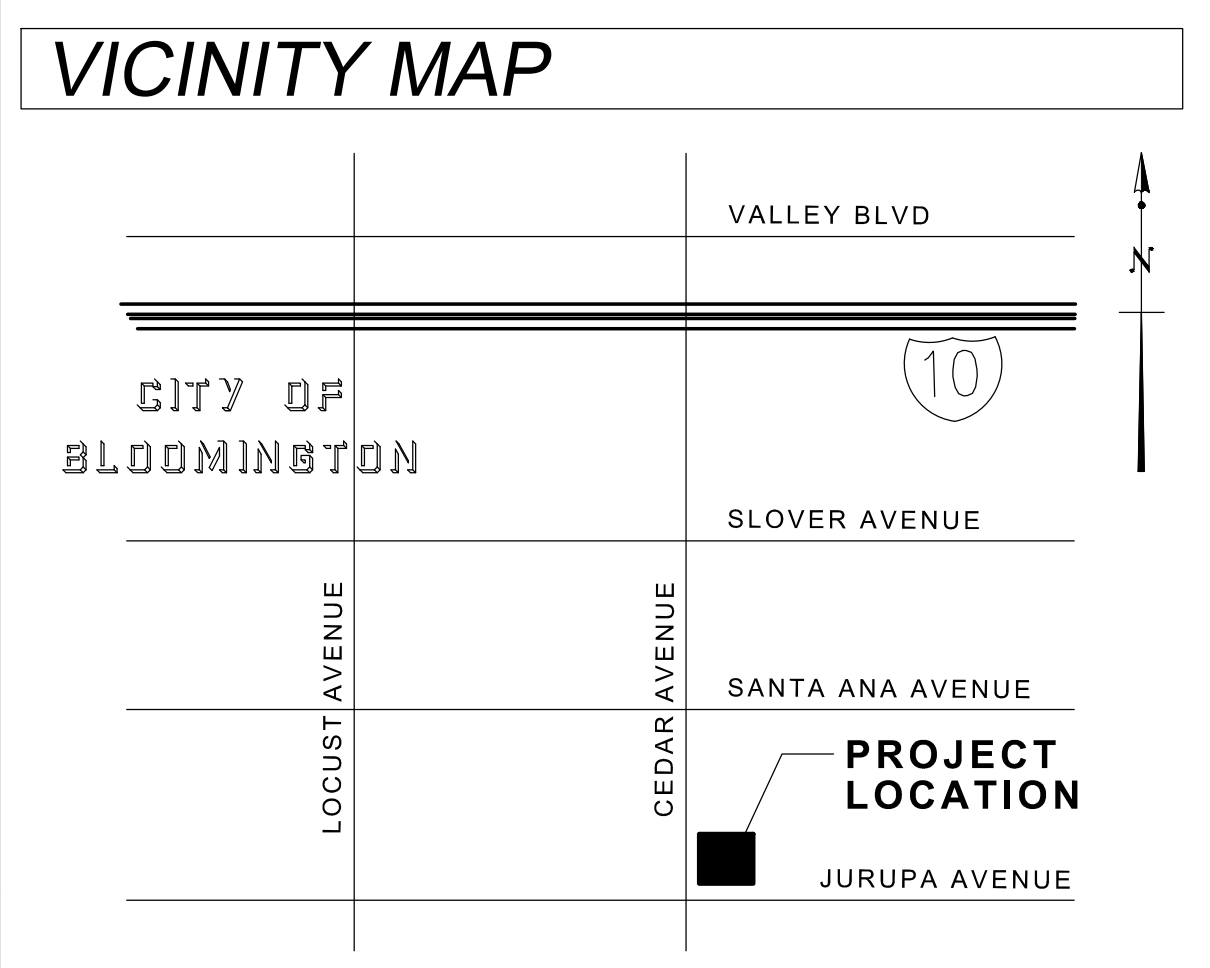 VICINITY MAP
VALLEY BLVD
N
10
CITY OF
BLOOMINGTON
SLOVER AVENUE
LOCUST AVENUE
CEDAR AVENUE
SANTA ANA AVENUE
PROJECT
LOCATION
JURUPA AVENUE